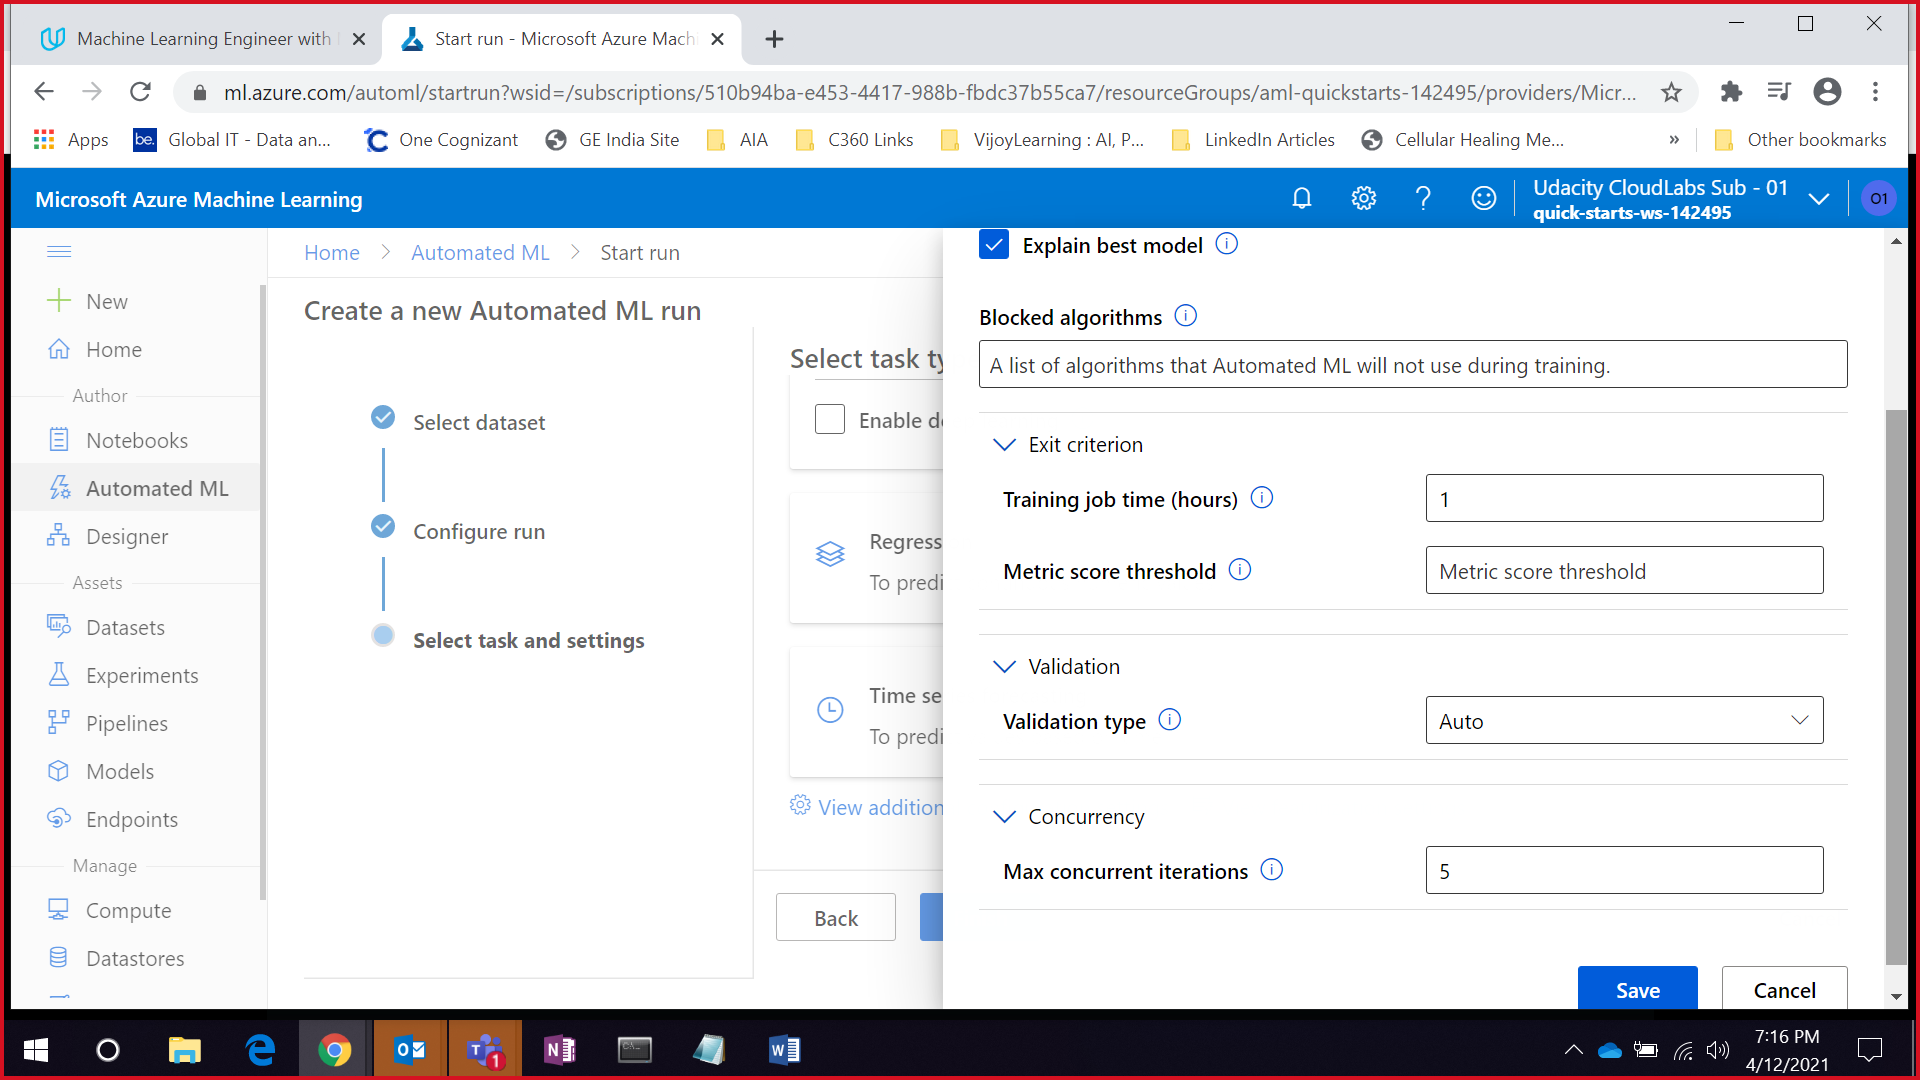 Machine Learning Engineer with
Start run - Microsoft Azure Mach
ml.azure.com/automl/startrun?wsid=/subscriptions/510b94ba-e453-4417-988b-fbdc37b55ca7/resourceGroups/aml-quickstarts-142495/providers/Micr...
Apps
be.
Global IT - Data an...
One Cognizant
GE India Site
AIA
C360 Links
VijoyLearning : AI, P...
LinkedIn Articles
Cellular Healing Me...
»
Other bookmarks
Microsoft Azure Machine Learning
Udacity CloudLabs Sub - 01
quick-starts-ws-142495
O1
Home > Automated ML > Start run
New
Home
Author
Notebooks
Automated ML
Designer
Assets
Datasets
Experiments
Pipelines
Models
Endpoints
Manage
Compute
Datastores
Create a new Automated ML run
Select dataset
Configure run
Select task and settings
Select task ty
Enable de
Regress
To predi
Time se
To predi
View addition
Back
Explain best model
Blocked algorithms
A list of algorithms that Automated ML will not use during training.
Exit criterion
Training job time (hours)
1
Metric score threshold
Metric score threshold
Validation
Validation type
Auto
Concurrency
Max concurrent iterations
5
Save
Cancel
1
7:16 PM
4/12/2021